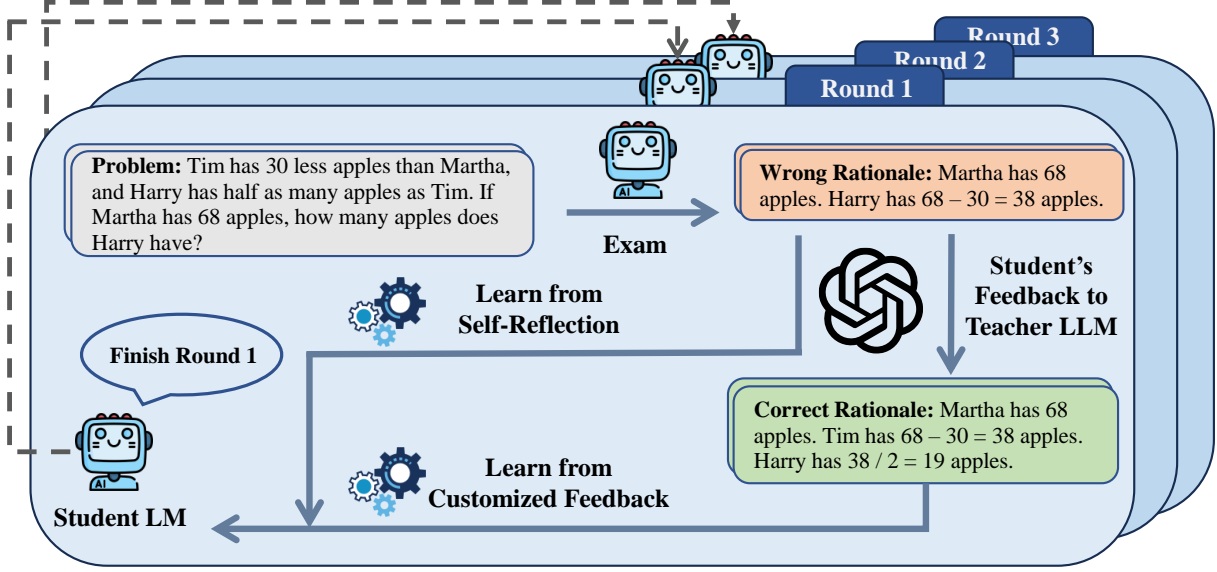 Round 3
Round 2
Round 1
Problem: Tim has 30 less apples than Martha,
and Harry has half as many apples as Tim. If
Martha has 68 apples, how many apples does
Harry have?
AI
Exam
Wrong Rationale: Martha has 68
apples. Harry has 68 – 30 = 38 apples.
Learn from
Self-Reflection
Student's
Feedback to
Teacher LLM
Finish Round 1
Correct Rationale: Martha has 68
apples. Tim has 68 – 30 = 38 apples.
Harry has 38 / 2 = 19 apples.
AI
Student LM
Learn from
Customized Feedback